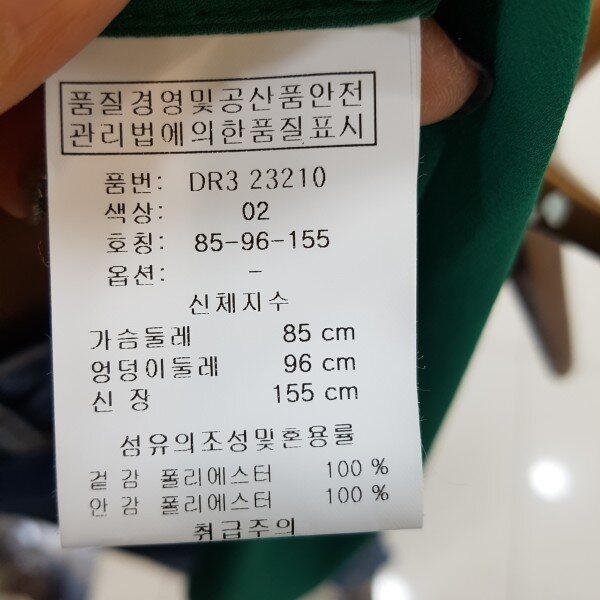 품질경영및공산품안전
관리법에의한품질표시
품번: DR3 23210
색상: 02
호칭: 85-96-155
옵션: -
신체지수
가슴둘레 85 cm
엉덩이둘레 96 cm
신 장 155 cm
섬유의조성및혼용률
겉 감 폴리에스터 100 %
안 감 폴리에스터 100 %
취급주의